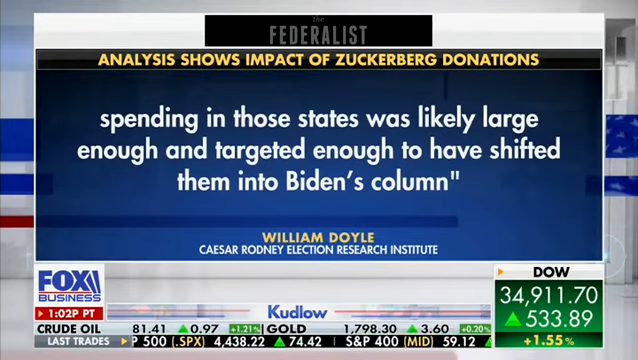 the
FEDERALIST
ANALYSIS SHOWS IMPACT OF ZUCKERBERG DONATIONS
spending in those states was likely large
enough and targeted enough to have shifted
them into Biden's column"
WILLIAM DOYLE
CAESAR RODNEY ELECTION RESEARCH INSTITUTE
FOX
BUSINESS
1:02P PT
Kudlow
DOW
34,911.70
▲ 533.89
+1.55%
CRUDE OIL 81.41 ▲ 0.97 +1.21% GOLD 1,798.30 ▲ 3.60 +0.20%
LAST TRADES P 500 (.SPX) 4,438.22 ▲ 74.42 S&P 400 (MID) 59.12